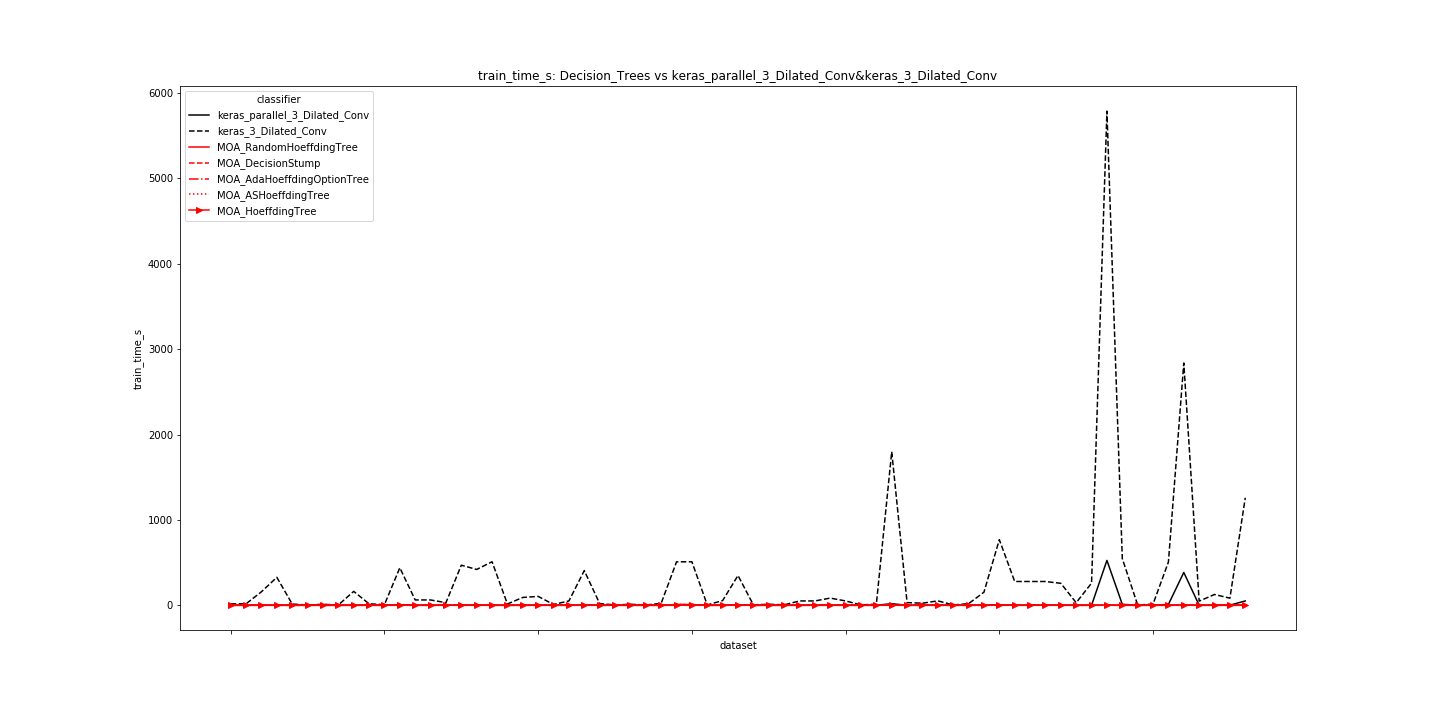 train_time_s: Decision_Trees vs keras_parallel_3_Dilated_Conv&keras_3_Dilated_Conv
classifier
keras_parallel_3_Dilated_Conv
keras_3_Dilated_Conv
MOA_RandomHoeffdingTree
MOA_DecisionStump
MOA_AdaHoeffdingOptionTree
MOA_ASHoeffdingTree
MOA_HoeffdingTree
6000
5000
4000
3000
2000
1000
0
train_time_s
dataset